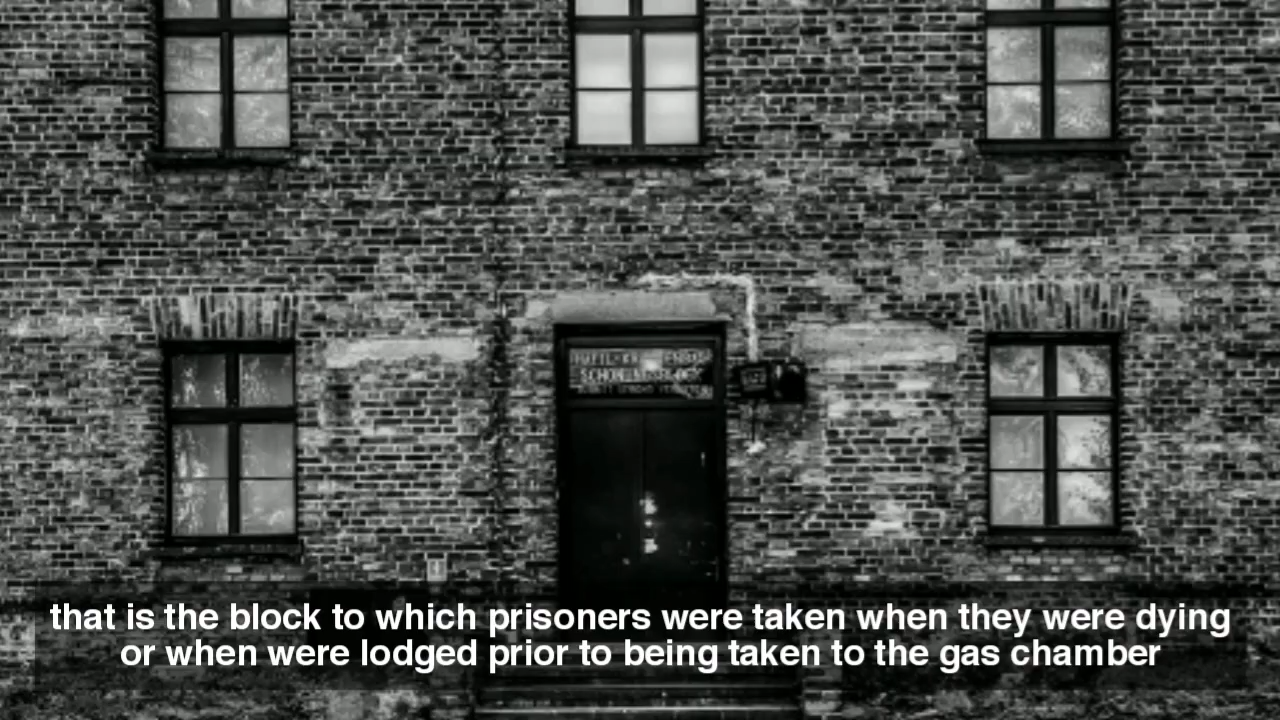 SCHONUNGSBLOCK
that is the block to which prisoners were taken when they were dying
or when were lodged prior to being taken to the gas chamber